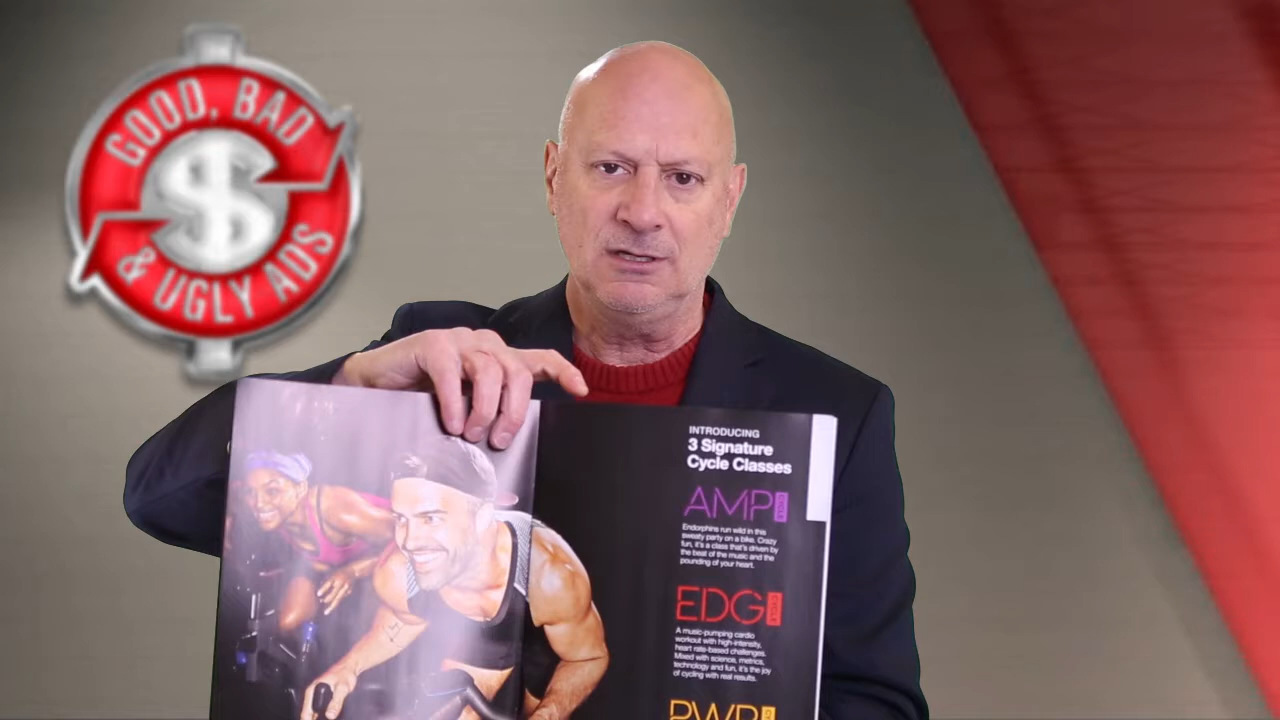 GOOD, BAD
$
& UGLY ADS
INTRODUCING
3 Signature
Cycle Classes
AMP CYCLE
Endorphins run wild in this
sweaty party on a bike. Crazy
fun, it's a class that's driven by
the beat of the music and the
pounding of your heart.
EDG CYCLE
A music-pumping cardio
workout with high-intensity,
heart rate-based challenges.
Mixed with science, metrics,
technology and fun, it's the joy
of cycling with real results.
PWR